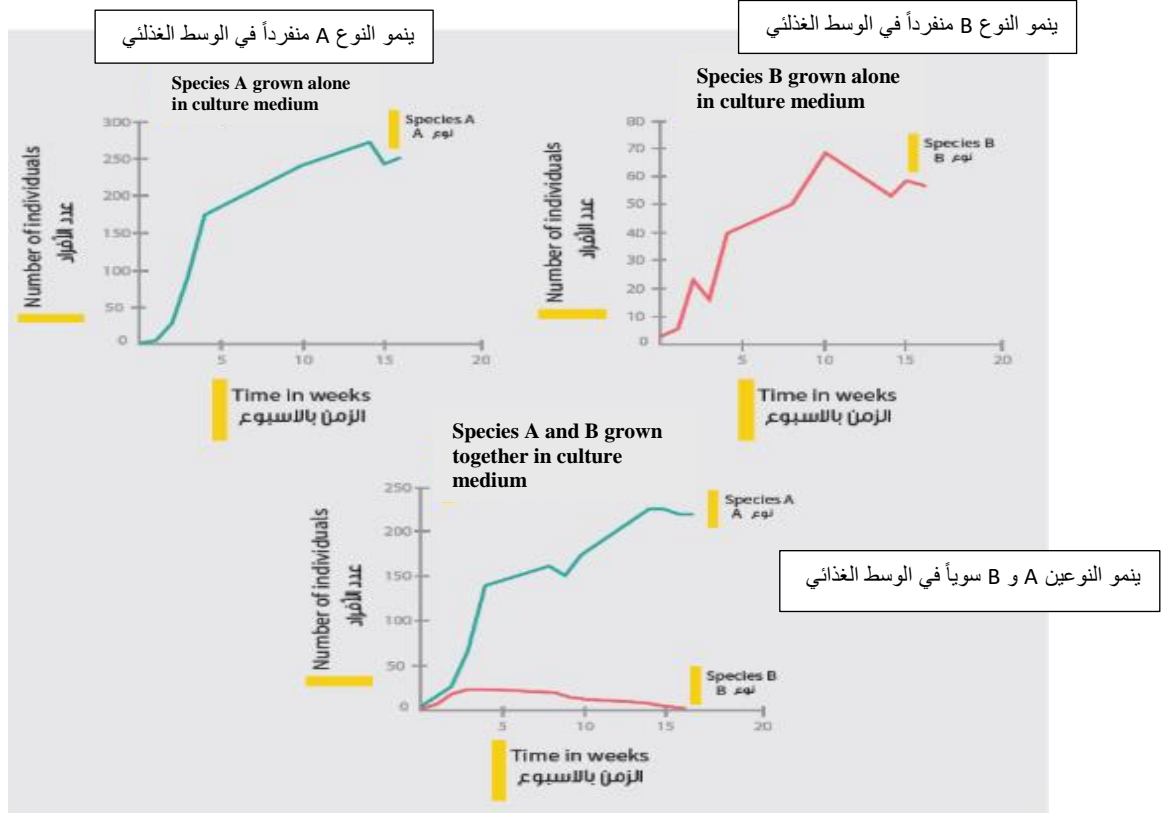 ينمو النوع A منفرداً في الوسط الغذلئي
ينمو النوع B منفرداً في الوسط الغذلئي
Species A grown alone
in culture medium
Species A
نوع A
Number of individuals
عدد الأفراد
300
250
200
150
100
50
0
5
10
15
20
Time in weeks
الزمن بالاسبوع
Species B grown alone
in culture medium
Species B
نوع B
Number of individuals
عدد الأفراد
80
70
60
50
40
30
20
10
0
5
10
15
20
Time in weeks
الزمن بالاسبوع
Species A and B grown
together in culture
medium
Species A
نوع A
Number of individuals
عدد الأفراد
250
200
150
100
50
0
Species B
نوع B
5
10
15
20
Time in weeks
الزمن بالاسبوع
ينمو النوعين A و B سوياً في الوسط الغذائي